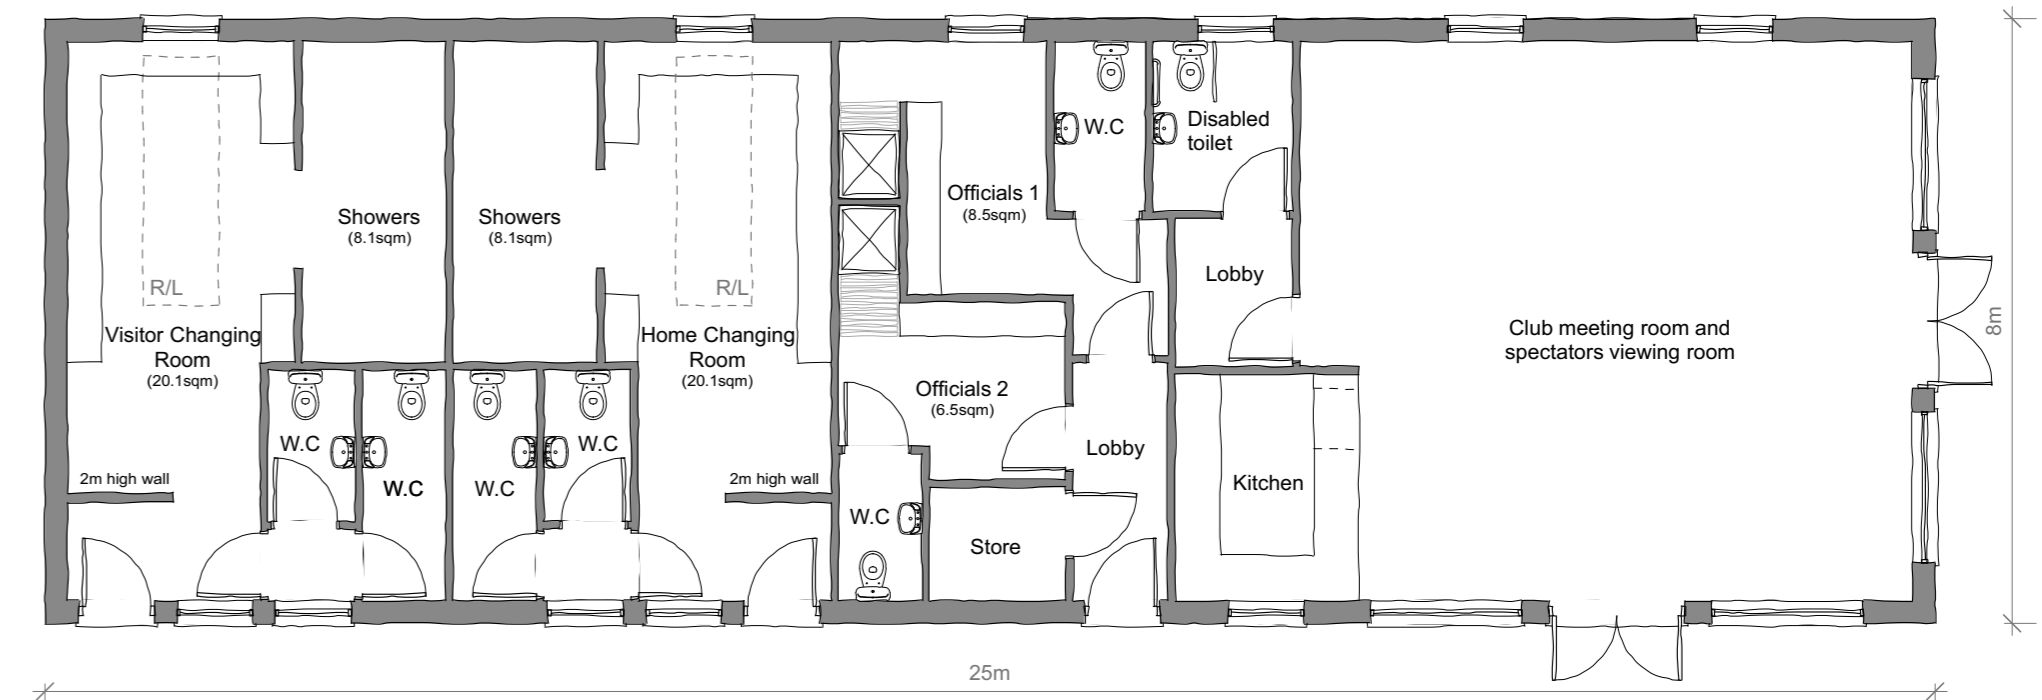 R/L
Visitor Changing
Room
(20.1sqm)
2m high wall
Showers
(8.1sqm)
W.C
W.C
Showers
(8.1sqm)
W.C
W.C
R/L
Home Changing
Room
(20.1sqm)
2m high wall
Officials 1
(8.5sqm)
W.C
Disabled
toilet
Lobby
Officials 2
(6.5sqm)
Lobby
W.C
Store
Kitchen
Club meeting room and
spectators viewing room
8m
25m